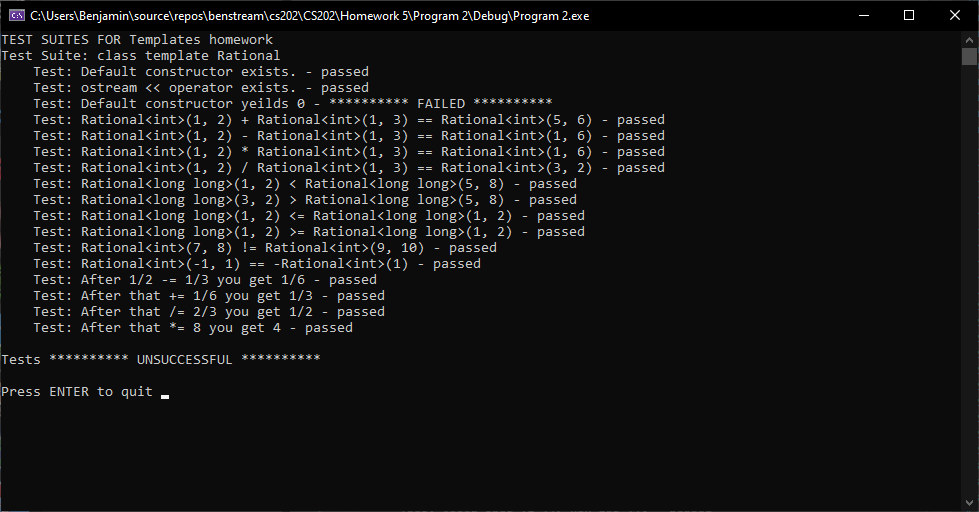 C:\Users\Benjamin\source\repos\benstream\cs202\CS202\Homework 5\Program 2\Debug\Program 2.exe
TEST SUITES FOR Templates homework
Test Suite: class template Rational
    Test: Default constructor exists. - passed
    Test: ostream << operator exists. - passed
    Test: Default constructor yeilds 0 - ********** FAILED **********
    Test: Rational<int>(1, 2) + Rational<int>(1, 3) == Rational<int>(5, 6) - passed
    Test: Rational<int>(1, 2) - Rational<int>(1, 3) == Rational<int>(1, 6) - passed
    Test: Rational<int>(1, 2) * Rational<int>(1, 3) == Rational<int>(1, 6) - passed
    Test: Rational<int>(1, 2) / Rational<int>(1, 3) == Rational<int>(3, 2) - passed
    Test: Rational<long long>(1, 2) < Rational<long long>(5, 8) - passed
    Test: Rational<long long>(3, 2) > Rational<long long>(5, 8) - passed
    Test: Rational<long long>(1, 2) <= Rational<long long>(1, 2) - passed
    Test: Rational<long long>(1, 2) >= Rational<long long>(1, 2) - passed
    Test: Rational<int>(7, 8) != Rational<int>(9, 10) - passed
    Test: Rational<int>(-1, 1) == -Rational<int>(1) - passed
    Test: After 1/2 -= 1/3 you get 1/6 - passed
    Test: After that += 1/6 you get 1/3 - passed
    Test: After that /= 2/3 you get 1/2 - passed
    Test: After that *= 8 you get 4 - passed
Tests ********** UNSUCCESSFUL **********
Press ENTER to quit